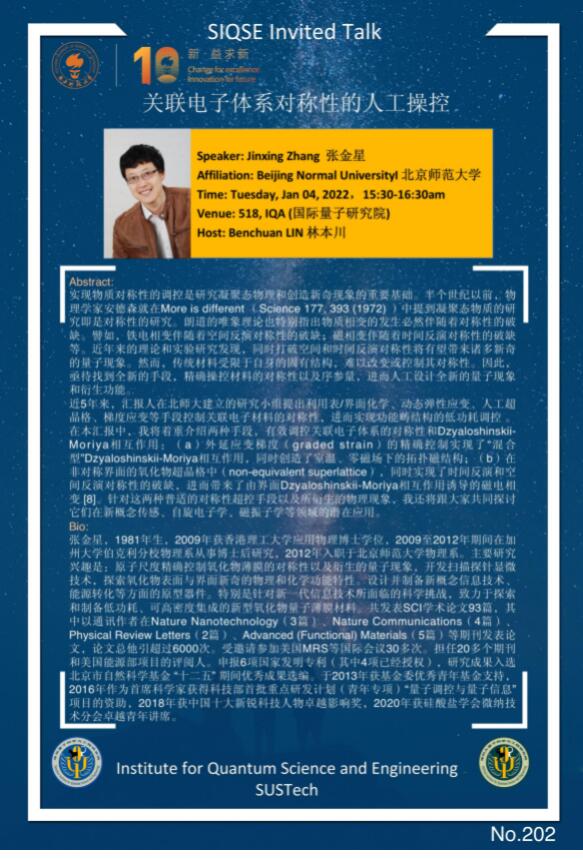 SIQSE Invited Talk
10
新·益求新
Change for excellence
Innovation for future
关联电子体系对称性的人工操控
Speaker: Jinxing Zhang 张金星
Affiliation: Beijing Normal UniversityI 北京师范大学
Time: Tuesday, Jan 04, 2022, 15:30-16:30am
Venue: 518, IQA (国际量子研究院)
Host: Benchuan LIN 林本川
Abstract:
实现物质对称性的调控是研究凝聚态物理和创造新奇现象的重要基础。半个世纪以前，物
理学家安德森就在More is different（Science 177, 393 (1972)）中提到凝聚态物质的研
究即是对称性的研究。朗道的唯象理论也特别指出物质相变的发生必然伴随着对称性的破
缺。譬如，铁电相变伴随着空间反演对称性的破缺；磁相变伴随着时间反演对称性的破缺
等。近年来的理论和实验研究发现，同时打破空间和时间反演对称性将有望带来诸多新奇
的量子现象。然而，传统材料受限于自身的固有结构，难以改变或控制其对称性。因此，
亟待找到全新的手段，精确操控材料的对称性以及序参量，进而人工设计全新的量子现象
和衍生功能。
近5年来，汇报人在北师大建立的研究小组提出利用表/界面化学、动态弹性应变、人工超
晶格、梯度应变等手段控制关联电子材料的对称性，进而实现功能畴结构的低功耗调控。
在本汇报中，我将着重介绍两种手段，有效调控关联电子体系的对称性和Dzyaloshinskii-
Moriya相互作用：（a）外延应变梯度（graded strain）的精确控制实现了“混合
型”Dzyaloshinskii-Moriya相互作用，同时创造了室温、零磁场下的拓扑磁结构；（b）在
非对称界面的氧化物超晶格中（non-equivalent superlattice），同时实现了时间反演和空
间反演对称性的破缺，进而带来了由界面Dzyaloshinskii-Moriya相互作用诱导的磁电相
变[8]。针对这两种普适的对称性超控手段以及所衍生的物理现象，我还将跟大家共同探讨
它们在新概念传感、自旋电子学、磁振子学等领域的潜在应用。
Bio:
张金星，1981年生，2009年获香港理工大学应用物理博士学位，2009至2012年期间在加
州大学伯克利分校物理系从事博士后研究，2012年入职于北京师范大学物理系。主要研究
兴趣是：原子尺度精确控制氧化物薄膜的对称性以及衍生的量子现象，开发扫描探针显微
技术，探索氧化物表面与界面新奇的物理和化学功能特性，设计并制备新概念信息技术、
能源转化等方面的原型器件。特别是针对新一代信息技术所面临的科学挑战，致力于探索
和制备低功耗、可高密度集成的新型氧化物量子薄膜材料。共发表SCI学术论文93篇，其
中以通讯作者在Nature Nanotechnology（3篇）、Nature Communications（4篇）、
Physical Review Letters（2篇）、Advanced (Functional) Materials（5篇）等期刊发表论
文，论文总他引超过6000次。受邀请参加美国MRS等国际会议30多次。担任20多个期刊
和美国能源部项目的评阅人。申报6项国家发明专利（其中4项已经授权），研究成果入选
北京市自然科学基金“十二五”期间优秀成果选编。于2013年获基金委优秀青年基金支持，
2016年作为首席科学家获得科技部首批重点研发计划（青年专项）“量子调控与量子信息”
项目的资助，2018年获中国十大新锐科技人物卓越影响奖，2020年获硅酸盐学会微纳技
术分会卓越青年讲席。
Institute for Quantum Science and Engineering
SUSTech
No.202